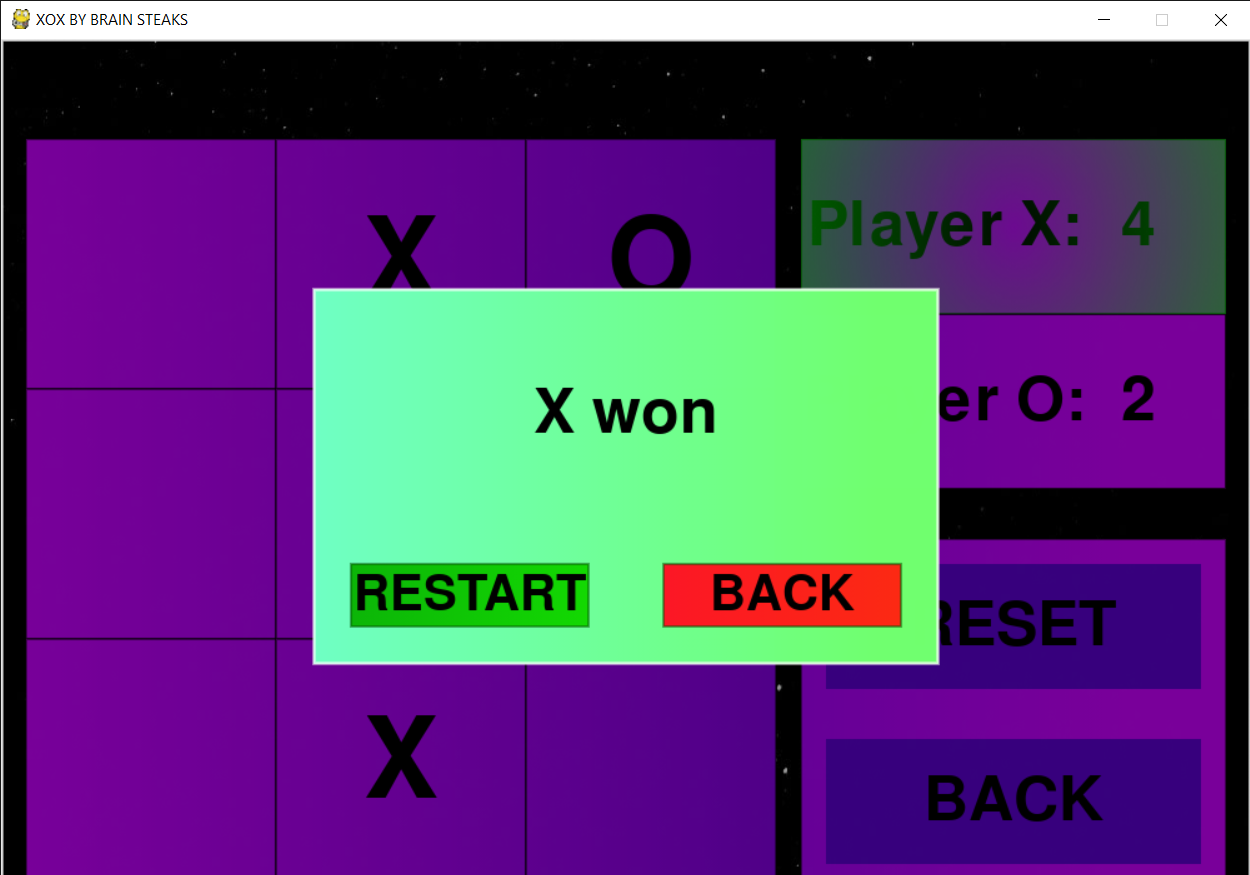 XOX BY BRAIN STEAKS
X O
Player X: 4
X won
er O: 2
RESTART BACK
RESET
X
BACK